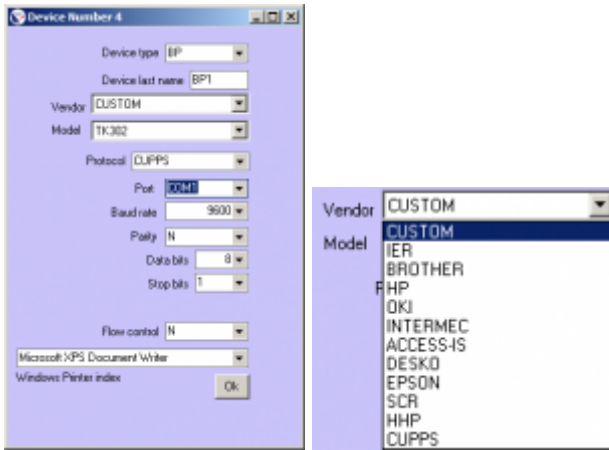 Device Number 4
Device type BP
Device last name BP1
Vendor CUSTOM
Model TK302
Protocol CUPPS
Port COM1
Baud rate 9600
Parity N
Data bits 8
Stop bits 1
Flow control N
Microsoft XPS Document Writer
Windows Printer index
Ok
Vendor CUSTOM
CUSTOM
Model
IER
BROTHER
P
HP
OKI
INTERMEC
ACCESS-IS
DESKO
EPSON
SCR
HHP
CUPPS